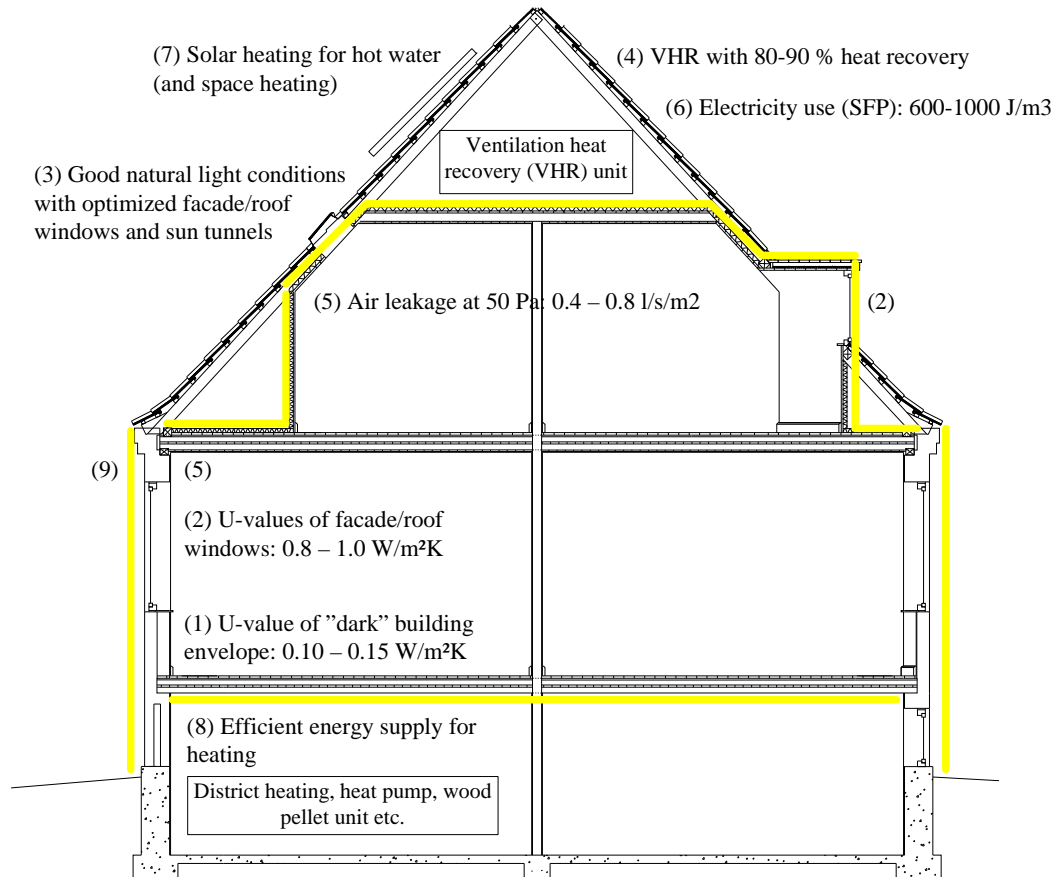 (7) Solar heating for hot water
(and space heating)
(4) VHR with 80-90 % heat recovery
(6) Electricity use (SFP): 600-1000 J/m3
Ventilation heat
recovery (VHR) unit
(3) Good natural light conditions
with optimized facade/roof
windows and sun tunnels
(5) Air leakage at 50 Pa: 0.4 – 0.8 l/s/m2
(2)
(9)
(5)
(2) U-values of facade/roof
windows: 0.8 – 1.0 W/m²K
(1) U-value of ”dark” building
envelope: 0.10 – 0.15 W/m²K
(8) Efficient energy supply for
heating
District heating, heat pump, wood
pellet unit etc.